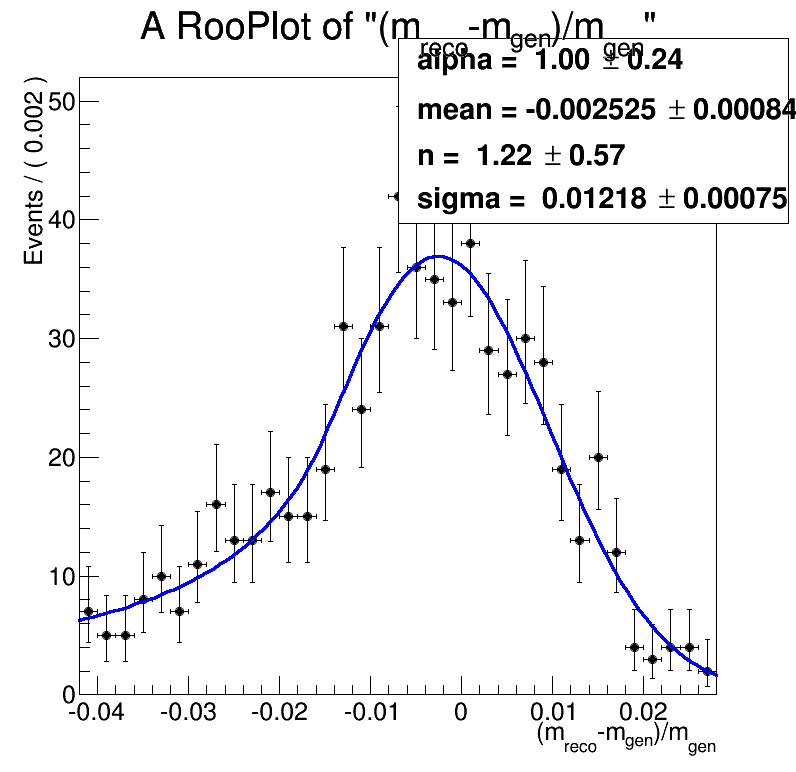 A RooPlot of "(m_reco-m_gen)/m_gen"
alpha = 1.00 ± 0.24
mean = -0.002525 ± 0.00084
n = 1.22 ± 0.57
sigma = 0.01218 ± 0.00075
Events / ( 0.002 )
50
40
30
20
10
0
-0.04 -0.03 -0.02 -0.01 0 0.01 0.02
(m_reco-m_gen)/m_gen